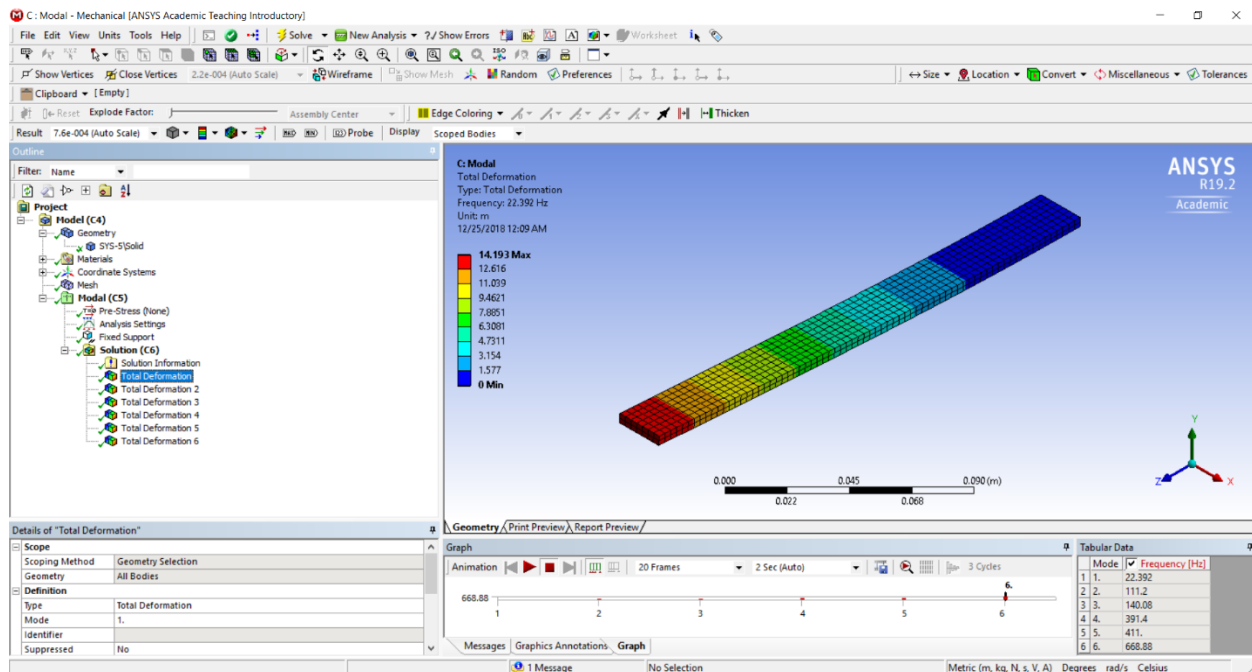 C : Modal - Mechanical [ANSYS Academic Teaching Introductory]
File Edit View Units Tools Help Solve New Analysis ?/ Show Errors Worksheet
Show Vertices Close Vertices 2.2e-004 (Auto Scale) Wireframe Show Mesh Random Preferences Size Location Convert Miscellaneous Tolerances
Clipboard [Empty]
Reset Explode Factor: Assembly Center Edge Coloring Thicken
Result 7.6e-004 (Auto Scale) Probe Display Scoped Bodies
Outline
Filter: Name
Project
Model (C4)
Geometry
SYS-5\Solid
Materials
Coordinate Systems
Mesh
Modal (C5)
Pre-Stress (None)
Analysis Settings
Fixed Support
Solution (C6)
Solution Information
Total Deformation
Total Deformation 2
Total Deformation 3
Total Deformation 4
Total Deformation 5
Total Deformation 6
C: Modal
Total Deformation
Type: Total Deformation
Frequency: 22.392 Hz
Unit: m
12/25/2018 12:09 AM
14.193 Max
12.616
11.039
9.4621
7.8851
6.3081
4.7311
3.154
1.577
0 Min
ANSYS
R19.2
Academic
0.000 0.045 0.090 (m)
0.022 0.068
Y
Z X
Geometry Print Preview Report Preview
Details of "Total Deformation"
Scope
Scoping Method Geometry Selection
Geometry All Bodies
Definition
Type Total Deformation
Mode 1.
Identifier
Suppressed No
Graph
Animation 20 Frames 2 Sec (Auto) 3 Cycles
6.
668.88
1 2 3 4 5 6
Messages Graphics Annotations Graph
Tabular Data
Mode Frequency [Hz]
1 1. 22.392
2 2. 111.2
3 3. 140.08
4 4. 391.4
5 5. 411.
6 6. 668.88
1 Message No Selection Metric (m, kg, N, s, V, A) Degrees rad/s Celsius